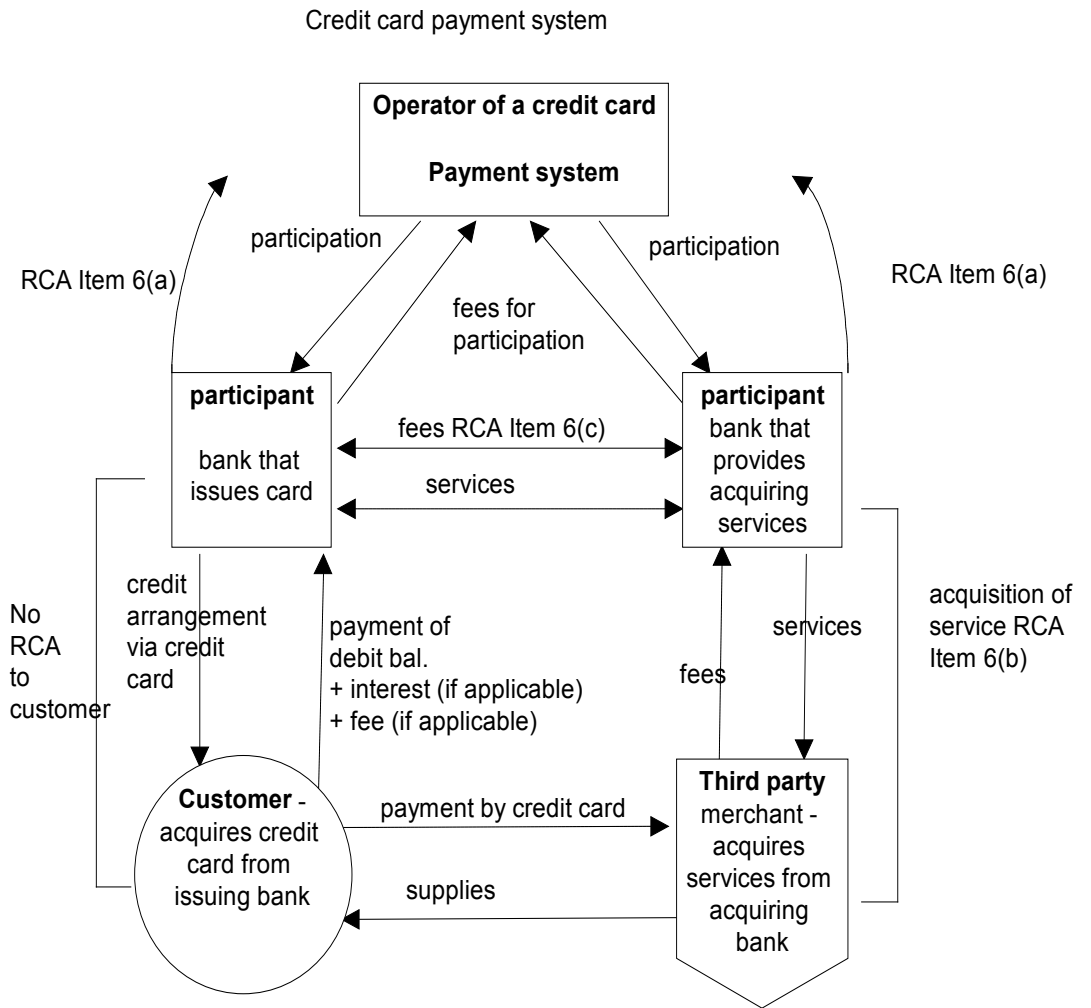 Credit card payment system
Operator of a credit card
Payment system
participation
participation
RCA Item 6(a)
RCA Item 6(a)
fees for
participation
participant
bank that
issues card
fees RCA Item 6(c)
services
participant
bank that
provides
acquiring
services
No
RCA
to
customer
credit
arrangement
via credit
card
payment of
debit bal.
+ interest (if applicable)
+ fee (if applicable)
fees
services
acquisition of
service RCA
Item 6(b)
Customer -
acquires credit
card from
issuing bank
payment by credit card
supplies
Third party
merchant -
acquires
services from
acquiring
bank